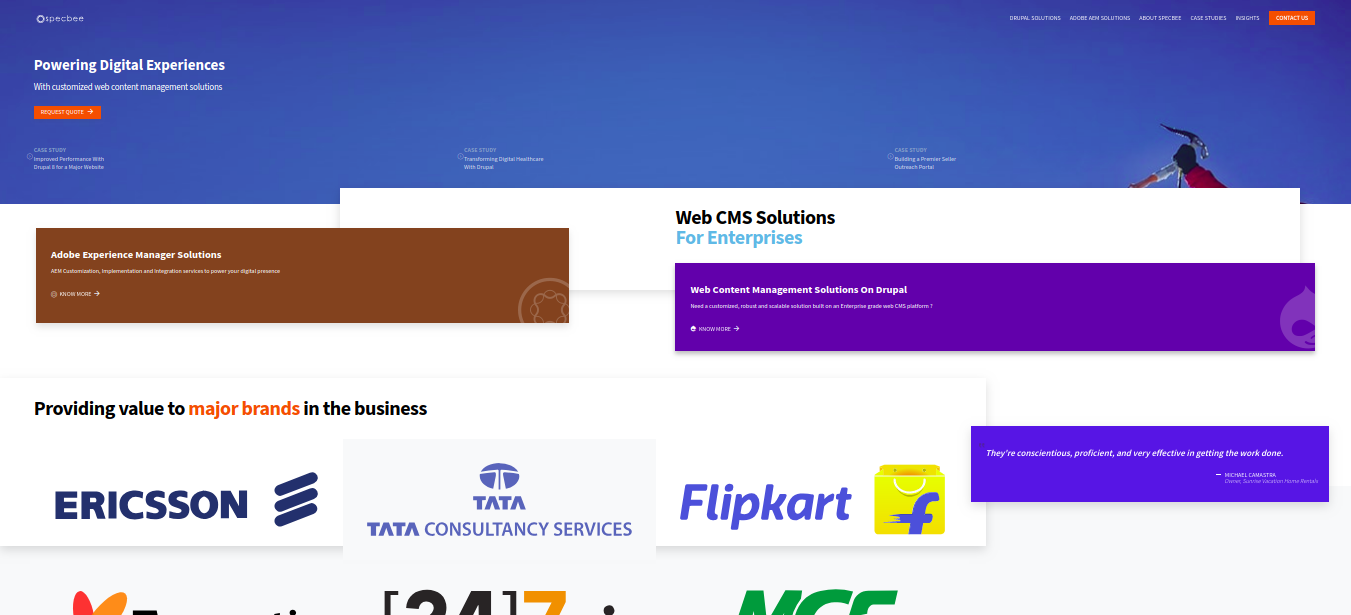 specbee
DRUPAL SOLUTIONS
ADOBE AEM SOLUTIONS
ABOUT SPECBEE
CASE STUDIES
INSIGHTS
CONTACT US
Powering Digital Experiences
With customized web content management solutions
REQUEST QUOTE
CASE STUDY
Improved Performance With
Drupal 8 for a Major Website
CASE STUDY
Transforming Digital Healthcare
With Drupal
CASE STUDY
Building a Premier Seller
Outreach Portal
Web CMS Solutions
For Enterprises
Adobe Experience Manager Solutions
AEM Customization, Implementation and Integration services to power your digital presence
KNOW MORE
Web Content Management Solutions On Drupal
Need a customized, robust and scalable solution built on an Enterprise grade web CMS platform ?
KNOW MORE
Providing value to major brands in the business
ERICSSON
TATA
TATA CONSULTANCY SERVICES
Flipkart
f
They're conscientious, proficient, and very effective in getting the work done.
MICHAEL CAMASTRA
Owner, Sunrise Vacation Home Rentals
[24]7